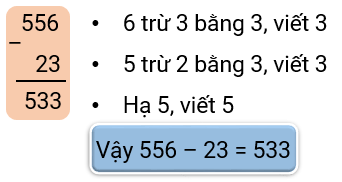 556
–
23
533
• 6 trừ 3 bằng 3, viết 3
• 5 trừ 2 bằng 3, viết 3
• Hạ 5, viết 5
Vậy 556 – 23 = 533